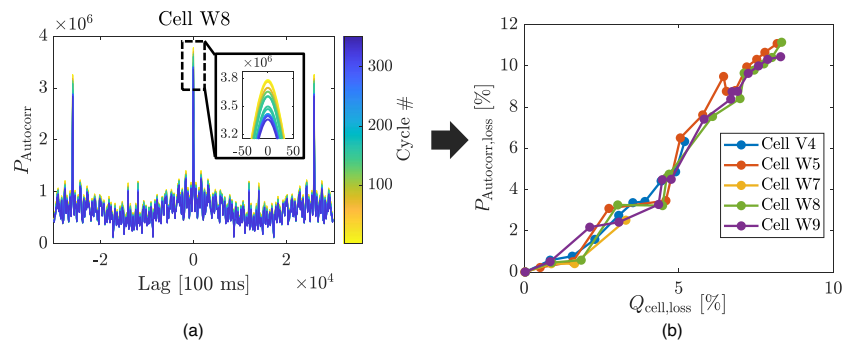 Cell W8
×10⁶
4
3
2
1
0
P_Autocorr
-2
0
2
×10⁴
Lag [100 ms]
×10⁶
3.8
3.5
3.2
-50
0
50
300
200
100
Cycle #
(a)
12
10
8
6
4
2
0
P_Autocorr,loss [%]
0
5
10
Q_cell,loss [%]
Cell V4
Cell W5
Cell W7
Cell W8
Cell W9
(b)